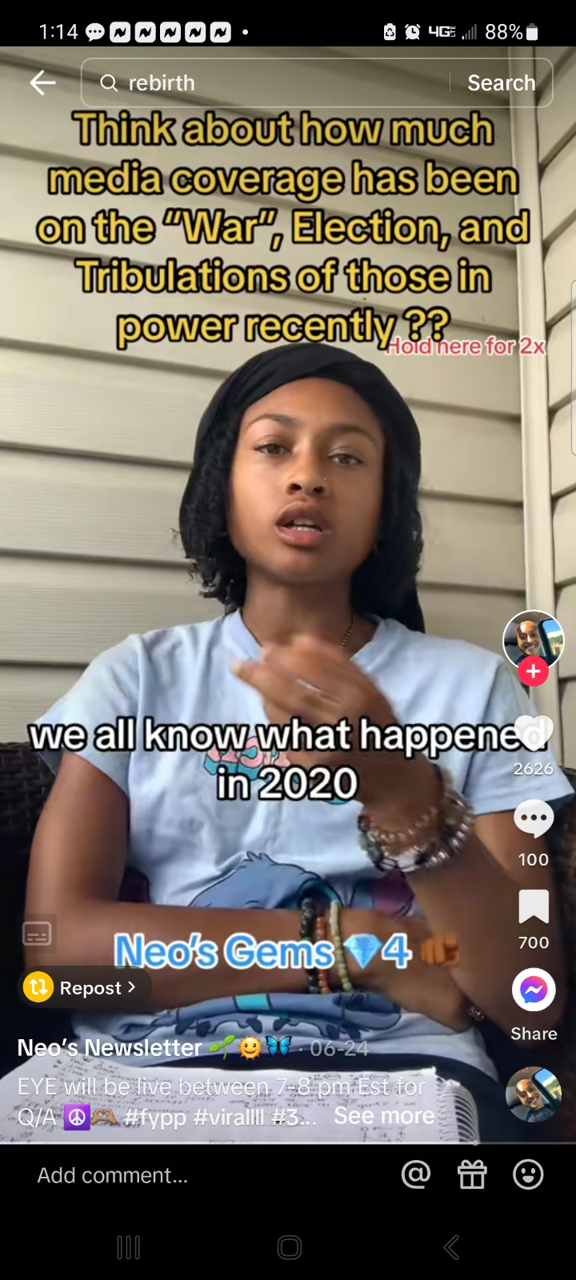 1:14 4GE 88%
rebirth Search
Think about how much
media coverage has been
on the “War”, Election, and
Tribulations of those in
power recently ??
Hold here for 2x
we all know what happened
in 2020
2626
100
700
Neo’s Gems 💎4
Repost >
Share
Neo’s Newsletter 🌱🙂🦋 · 06-24
EYE will be live between 7-8 pm Est for
Q/A ☮️🫶🏾 #fypp #virallll #3... See more
Add comment...